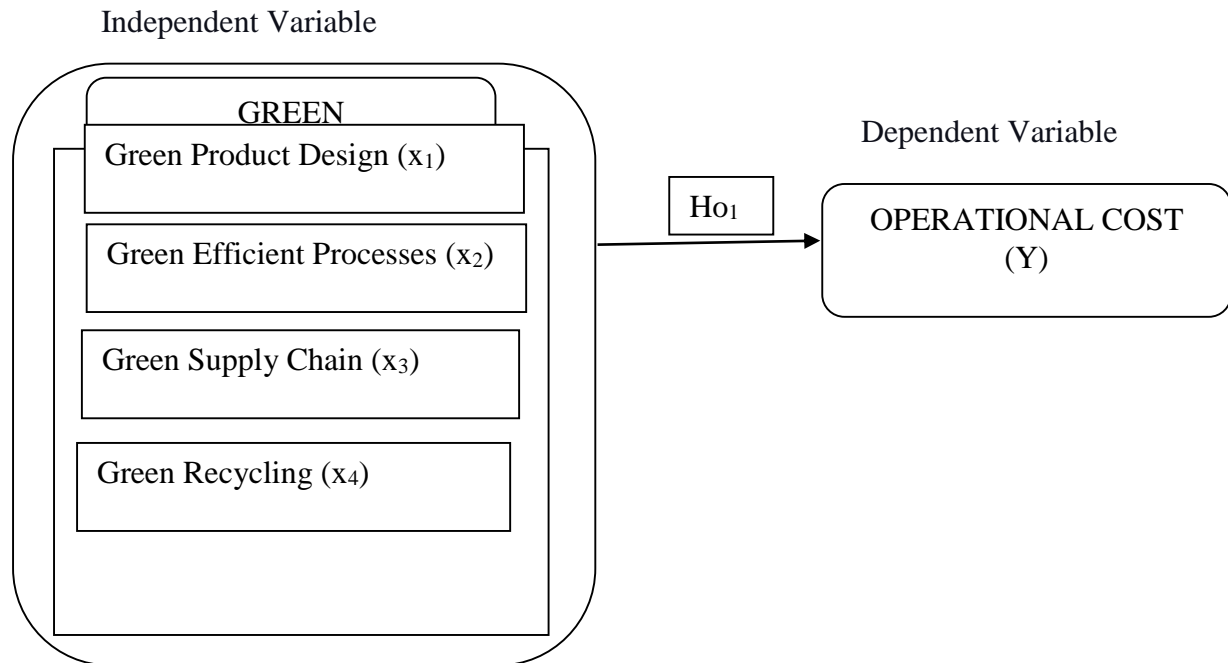 Independent Variable
GREEN
Green Product Design (x₁)
Green Efficient Processes (x₂)
Green Supply Chain (x₃)
Green Recycling (x₄)
Ho₁
Dependent Variable
OPERATIONAL COST
(Y)